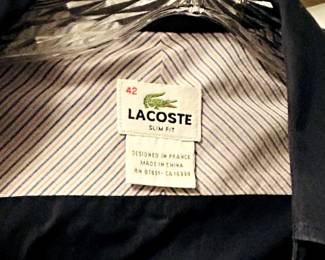 42
LACOSTE
SLIM FIT
DESIGNED IN FRANCE
MADE IN CHINA